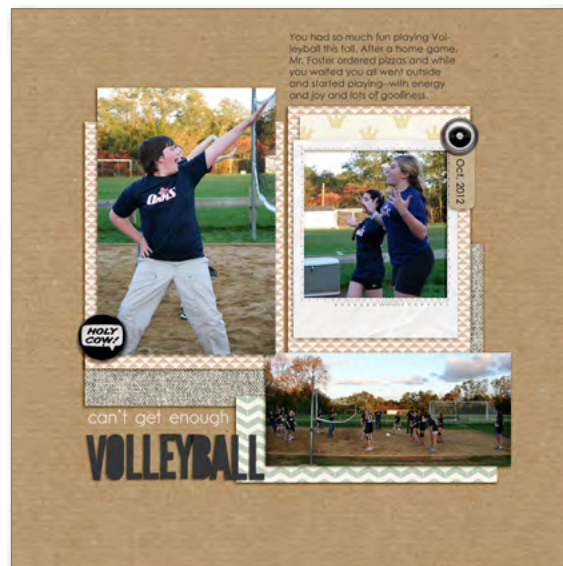 You had so much fun playing Vol-
leyball this fall. After a home game,
Mr. Foster ordered pizzas and while
you waited you all went outside
and started playing--with energy
and joy and lots of goofiness.
Oct. 2012
HOLY
COW!
can't get enough
VOLLEYBALL